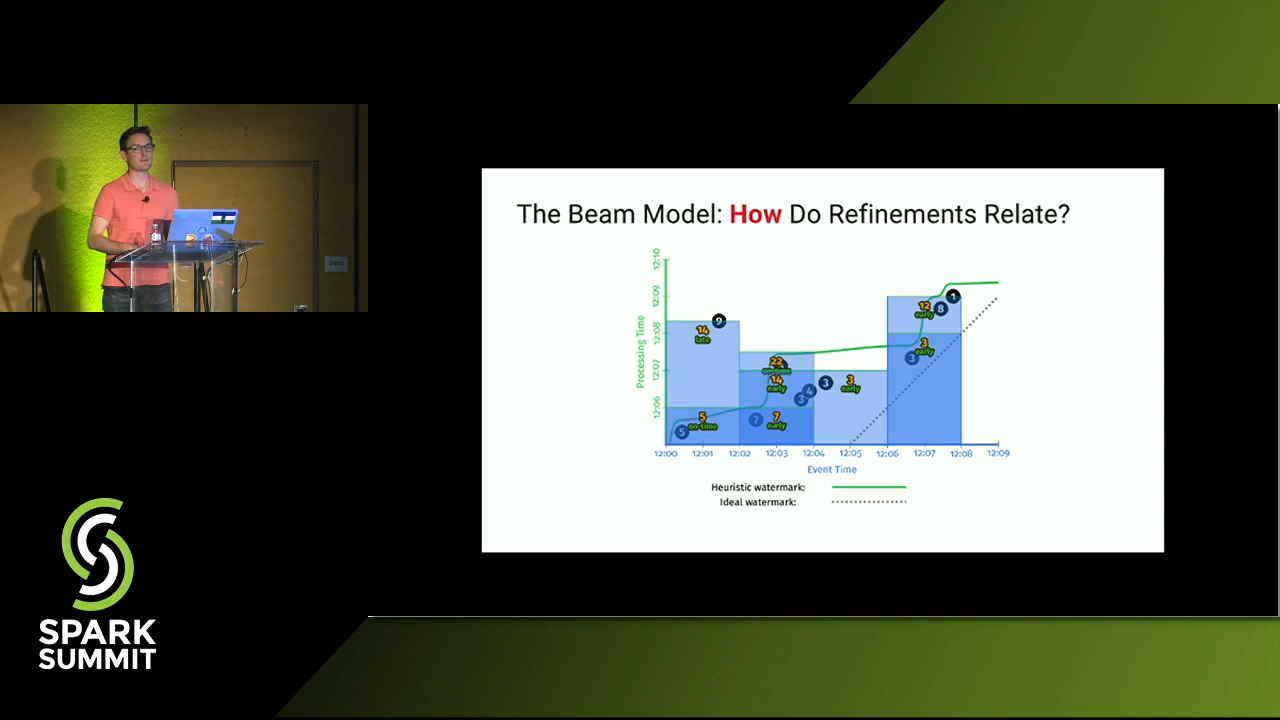 The Beam Model: How Do Refinements Relate?
12:10
12:09
12:08
12:07
12:06
Processing Time
9
14
late
5
5
on-time
22
on-time
14
early
7
7
early
3
4
3
3
early
12
early
8
1
3
3
early
12:00 12:01 12:02 12:03 12:04 12:05 12:06 12:07 12:08 12:09
Event Time
Heuristic watermark:
Ideal watermark:
SPARK
SUMMIT